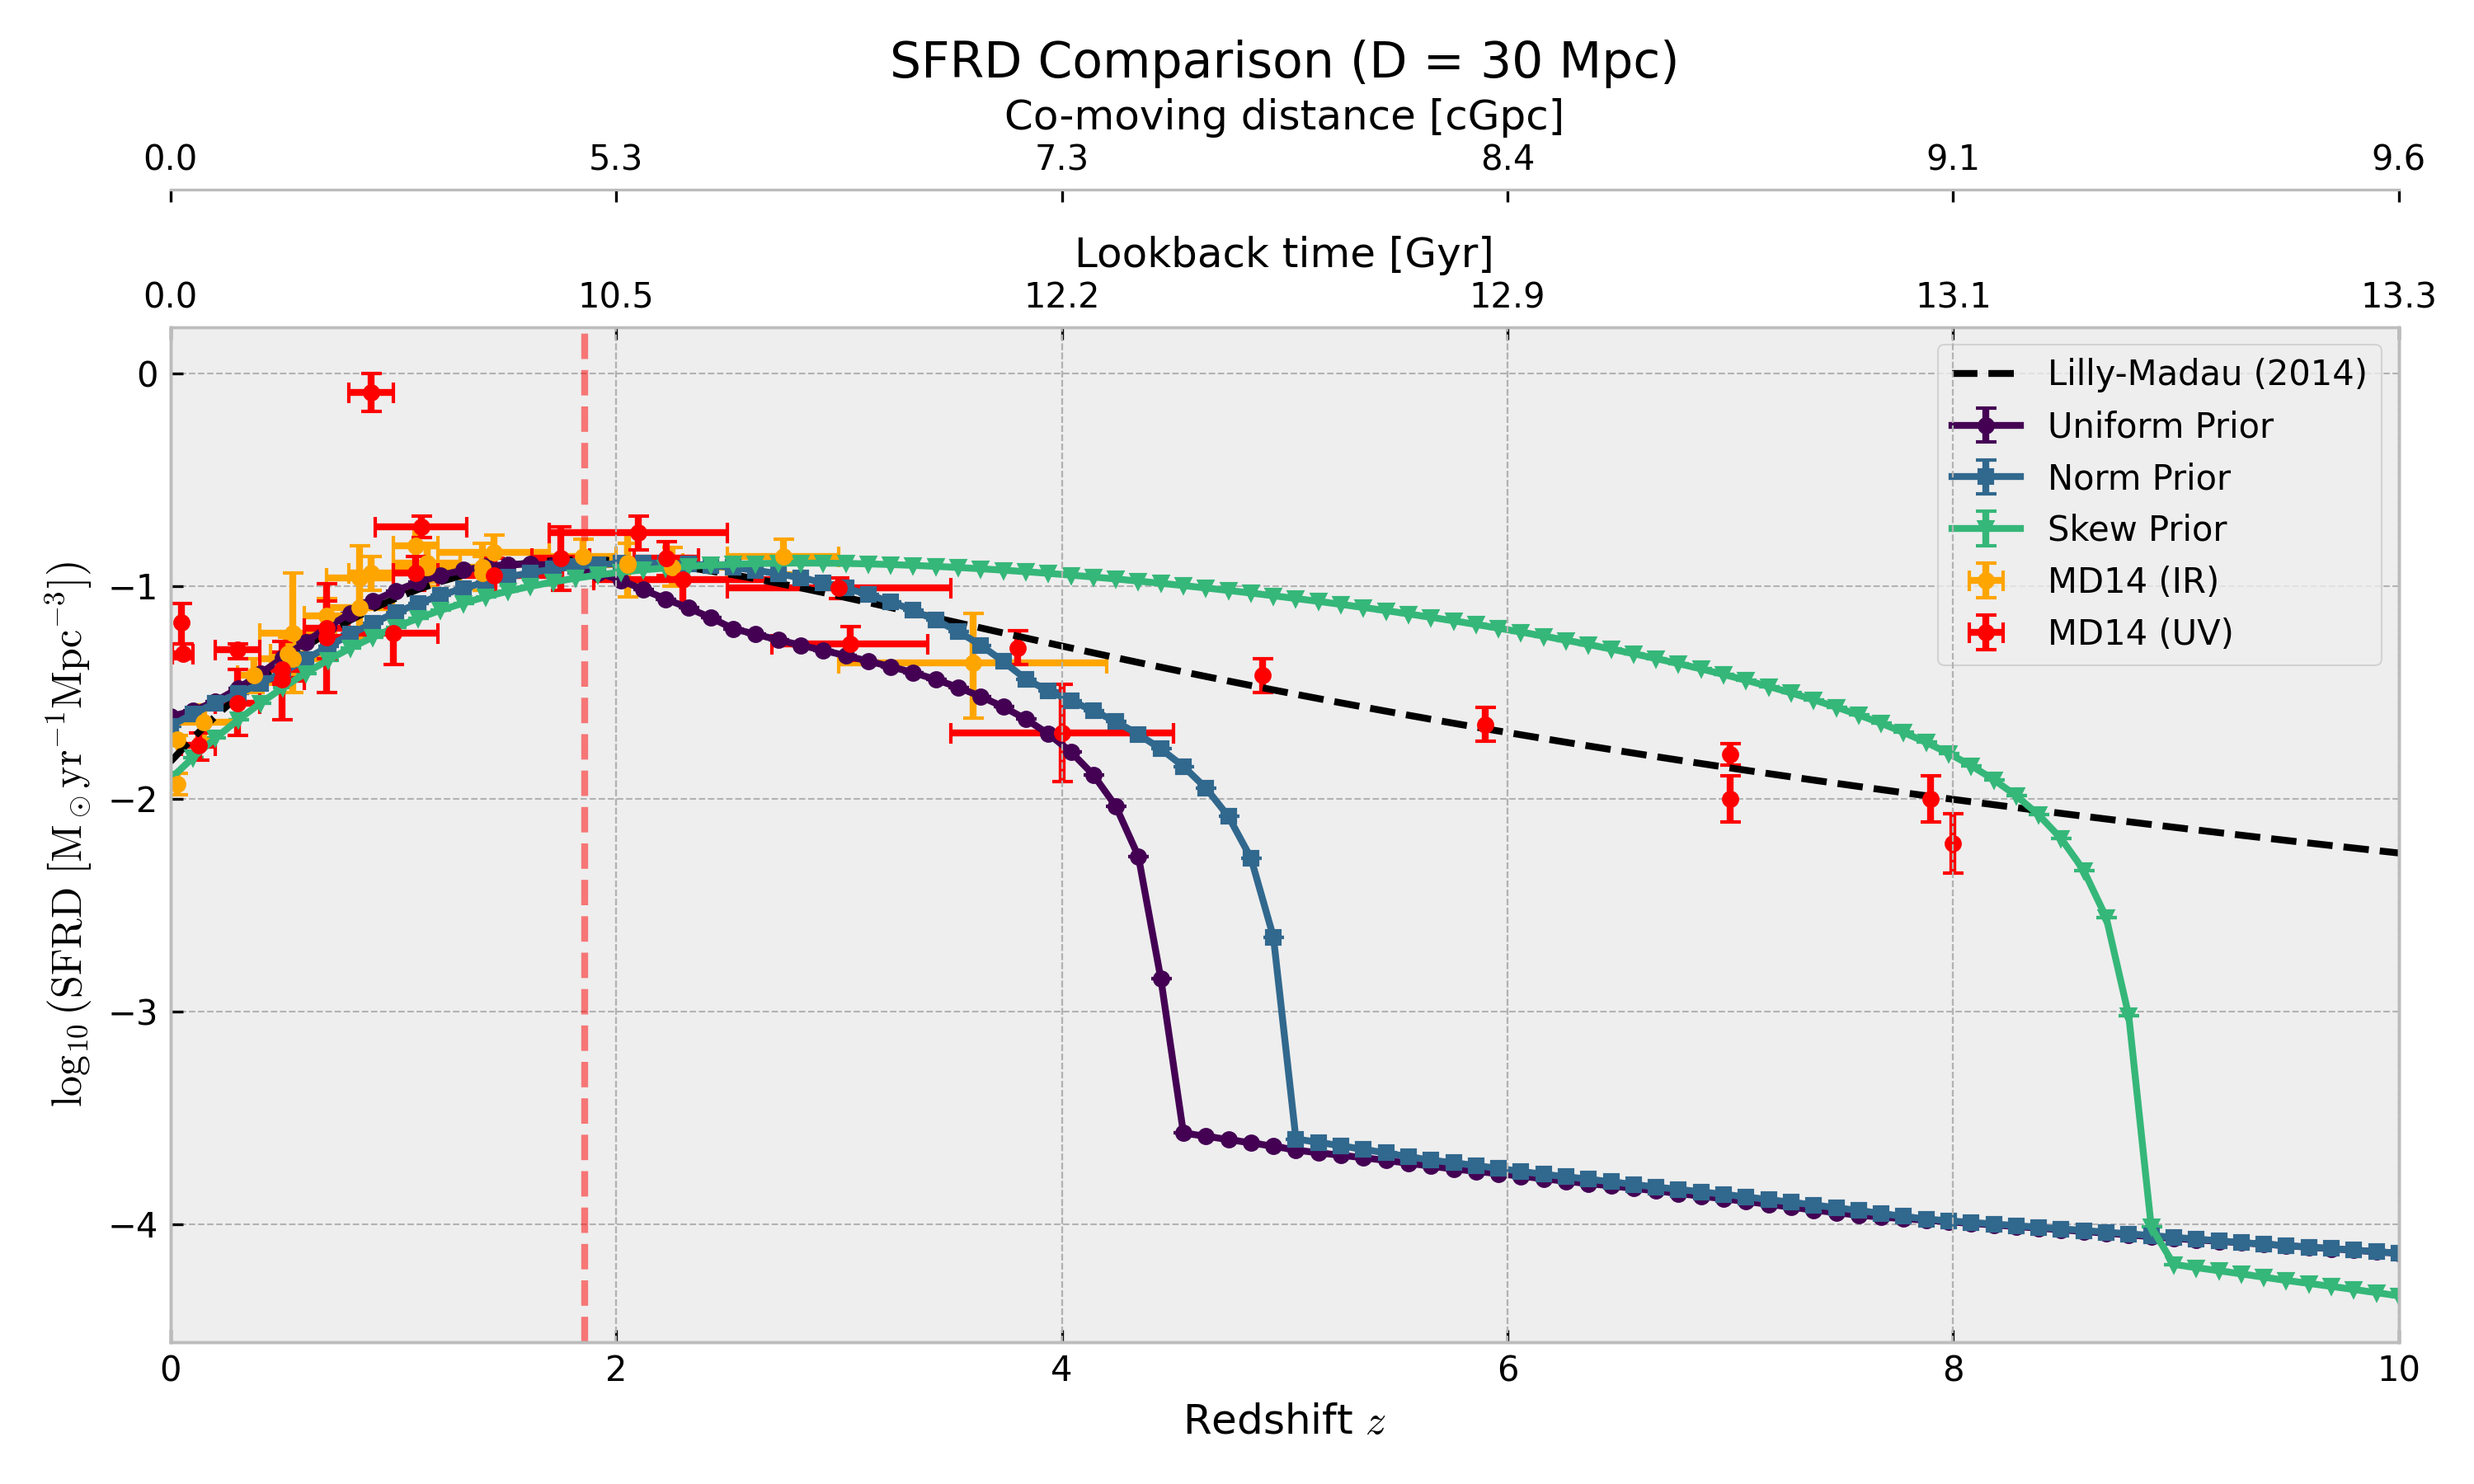 SFRD Comparison (D = 30 Mpc)
Co-moving distance [cGpc]
0.0 5.3 7.3 8.4 9.1 9.6
Lookback time [Gyr]
0.0 10.5 12.2 12.9 13.1 13.3
Lilly-Madau (2014)
Uniform Prior
Norm Prior
Skew Prior
MD14 (IR)
MD14 (UV)
0
−1
−2
−3
−4
log₁₀(SFRD [M⊙yr⁻¹Mpc⁻³])
0 2 4 6 8 10
Redshift z